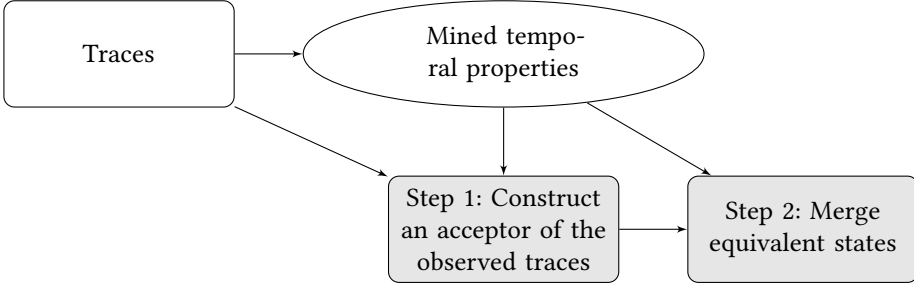 Traces
Mined tempo-
ral properties
Step 1: Construct
an acceptor of the
observed traces
Step 2: Merge
equivalent states